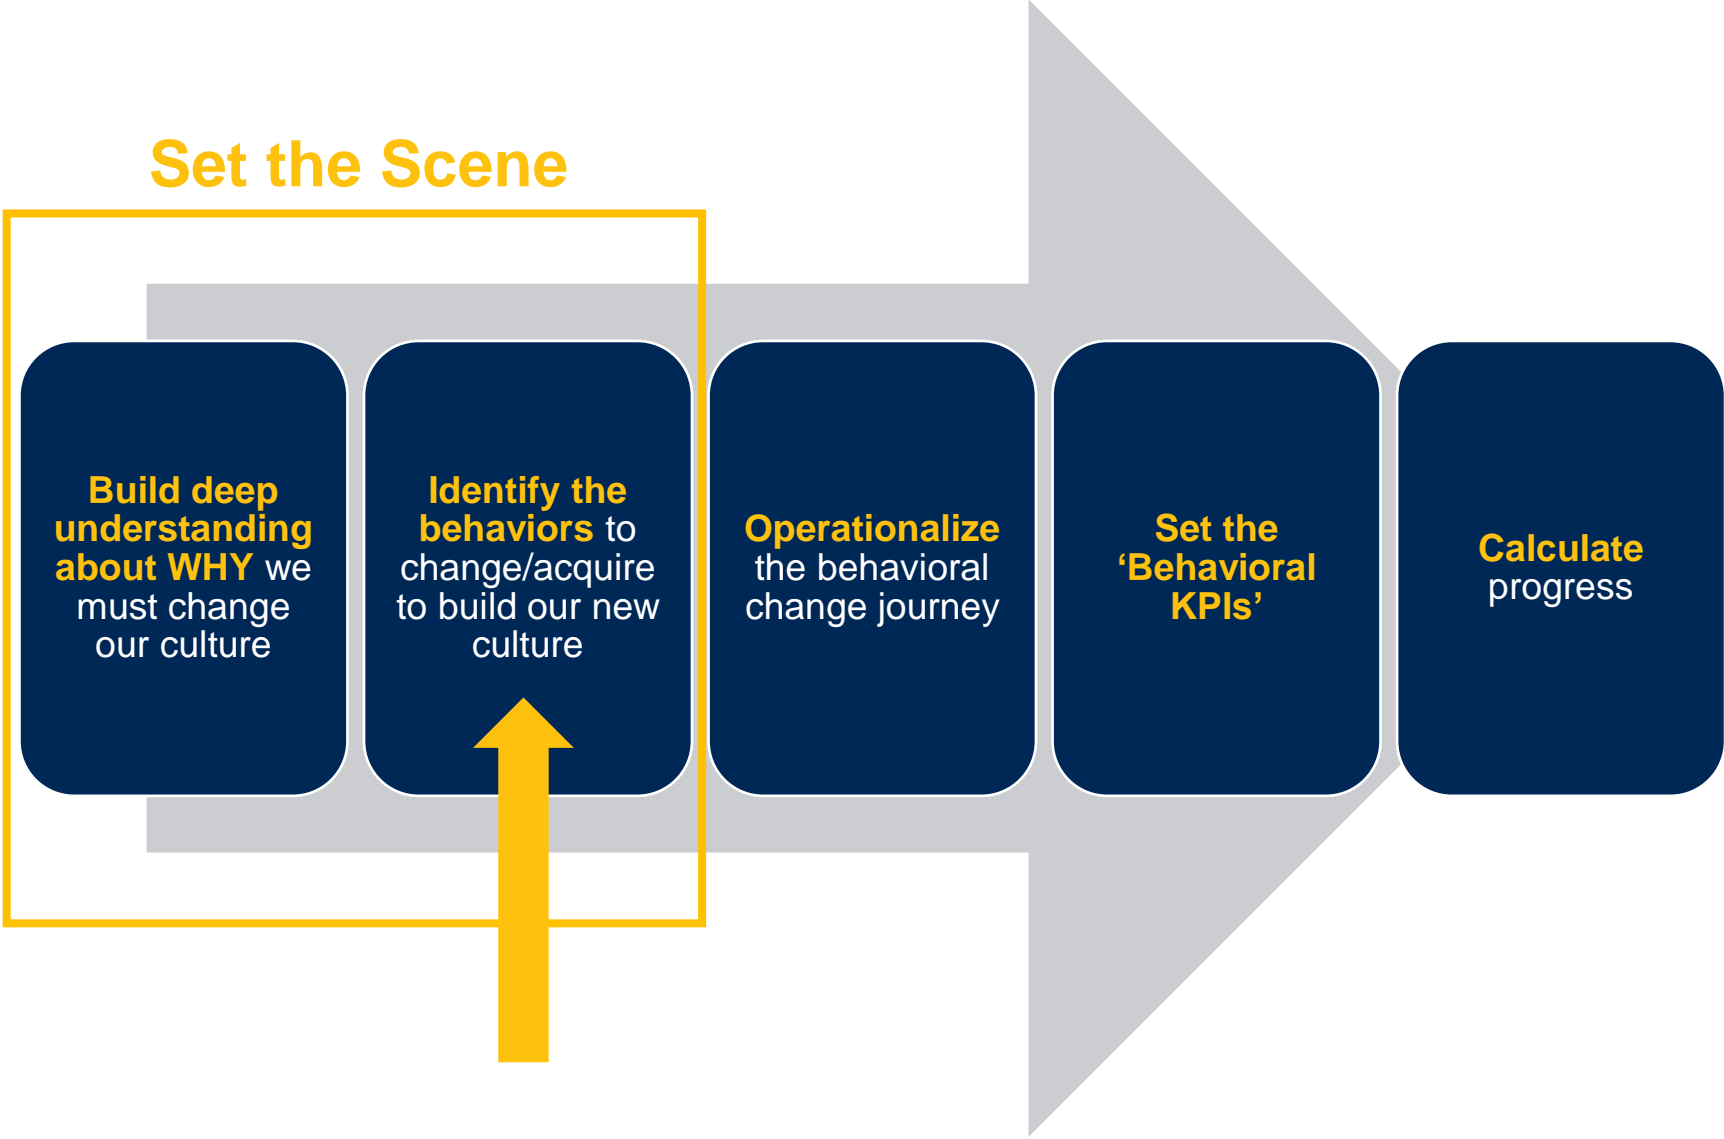 Set the Scene
Build deep
understanding
about WHY we
must change
our culture
Identify the
behaviors to
change/acquire
to build our new
culture
Operationalize
the behavioral
change journey
Set the
‘Behavioral
KPIs’
Calculate
progress